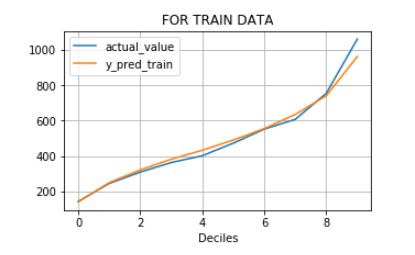 FOR TRAIN DATA
actual_value
y_pred_train
1000
800
600
400
200
0 2 4 6 8
Deciles